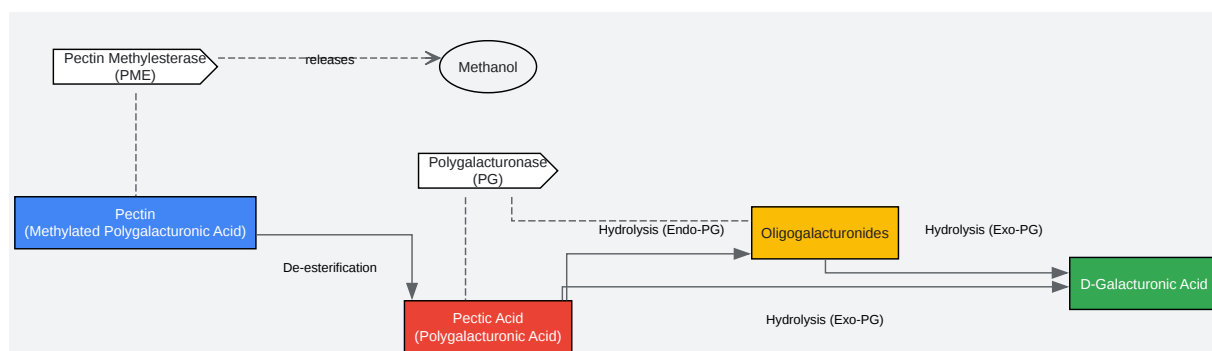 Pectin Methylesterase
(PME)
releases
Methanol
Polygalacturonase
(PG)
Pectin
(Methylated Polygalacturonic Acid)
Hydrolysis (Endo-PG)
Oligogalacturonides
Hydrolysis (Exo-PG)
De-esterification
D-Galacturonic Acid
Pectic Acid
(Polygalacturonic Acid)
Hydrolysis (Exo-PG)